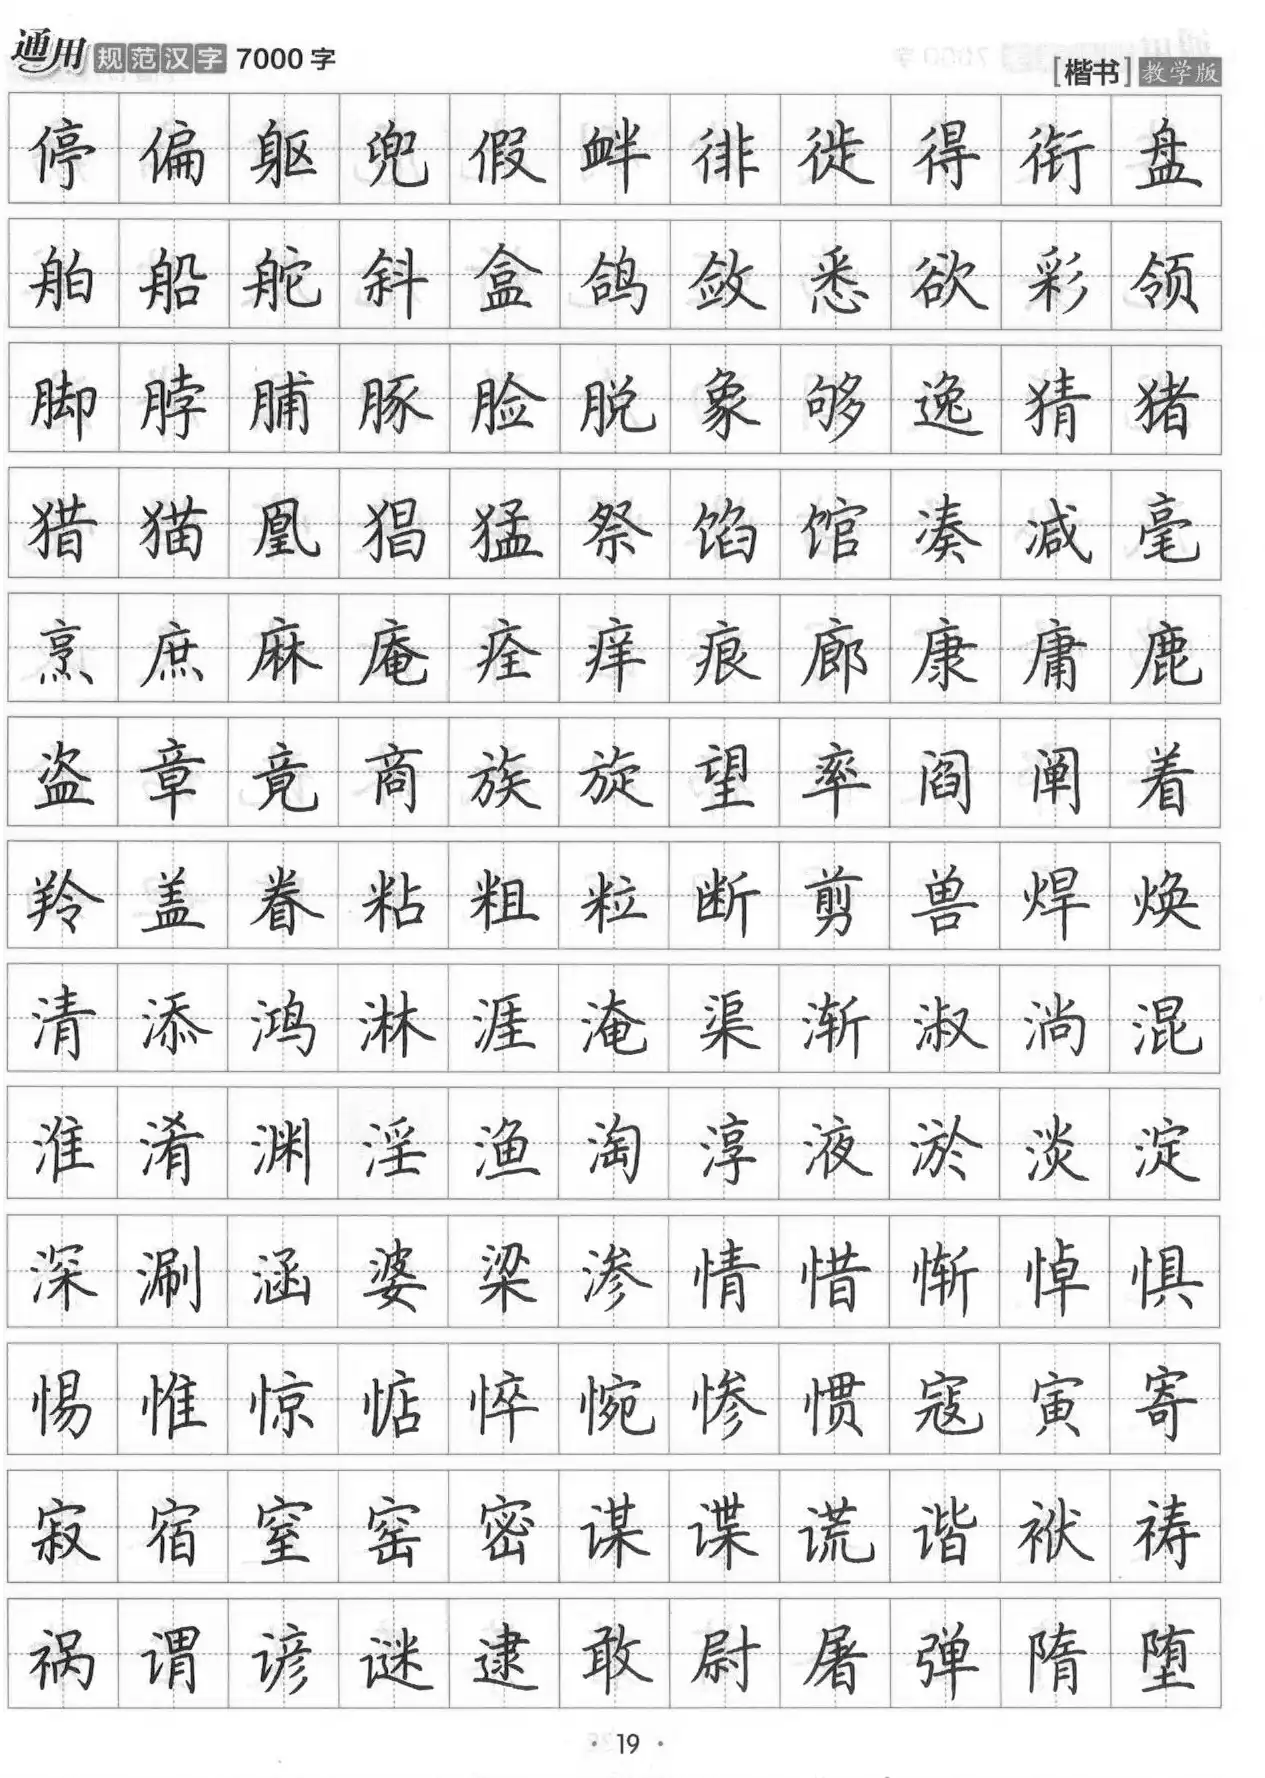 通用规范汉字 7000 字
[楷书] 教学版
停偏躯兜假衅徘徙得衔盘
舶船舵斜盒鸽敛悉欲彩领
脚脖脯豚脸脱象够逸猜猪
猎猫凰猖猛祭馅馆凑减毫
烹庶麻庵痊痒痕廊康庸鹿
盗章竟商族旋望率阎阐着
羚盖眷粘粗粒断剪兽焊焕
清添鸿淋涯淹渠渐淑淌混
淮淆渊淫渔淘淳液淤淡淀
深涮涵婆梁渗情惜惭悼惧
惕惟惊惦悴惋惨惯寇寅寄
寂宿窒窑密谋谍谎谐袱祷
祸谓谚谜逮敢尉屠弹隋堕
· 19 ·